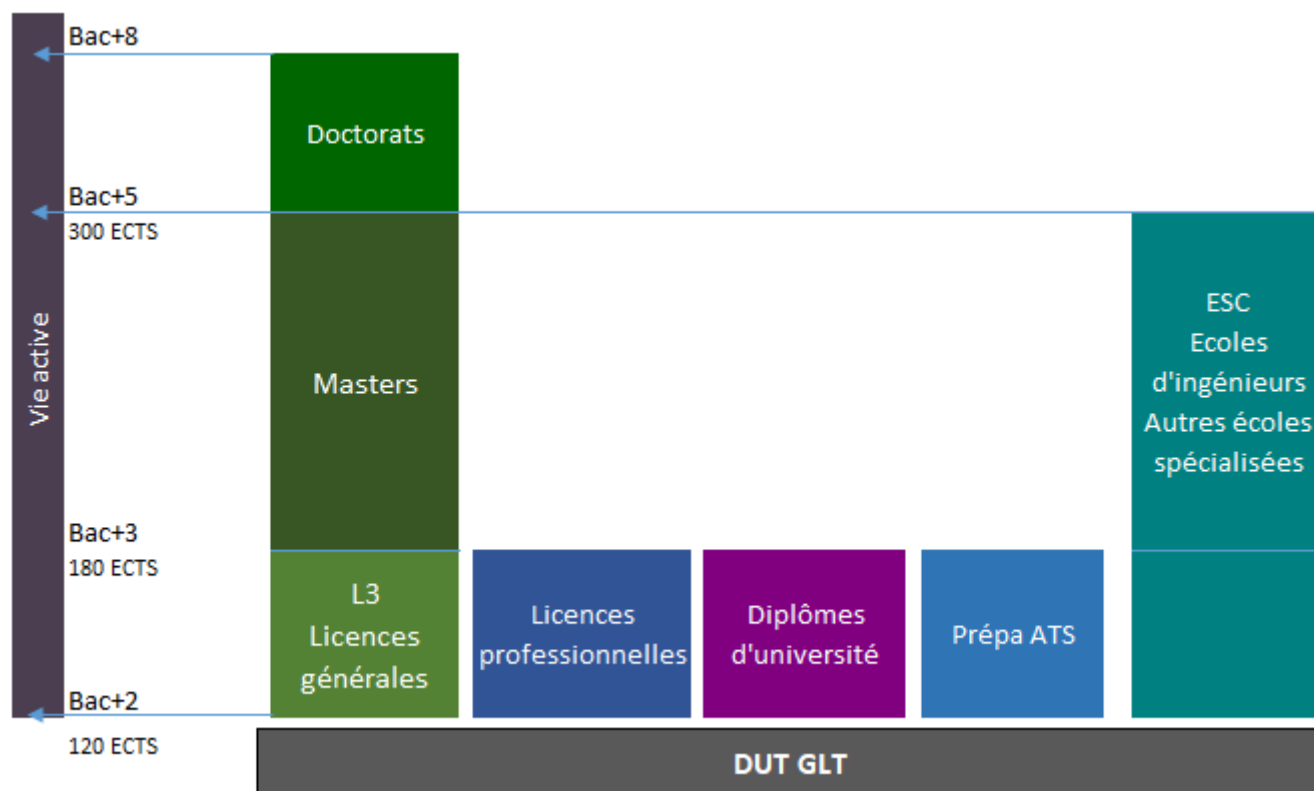 Bac+8
Doctorats
Bac+5
300 ECTS
Vie active
Masters
ESC
Ecoles
d'ingénieurs
Autres écoles
spécialisées
Bac+3
180 ECTS
L3
Licences
générales
Licences
professionnelles
Diplômes
d'université
Prépa ATS
Bac+2
120 ECTS
DUT GLT